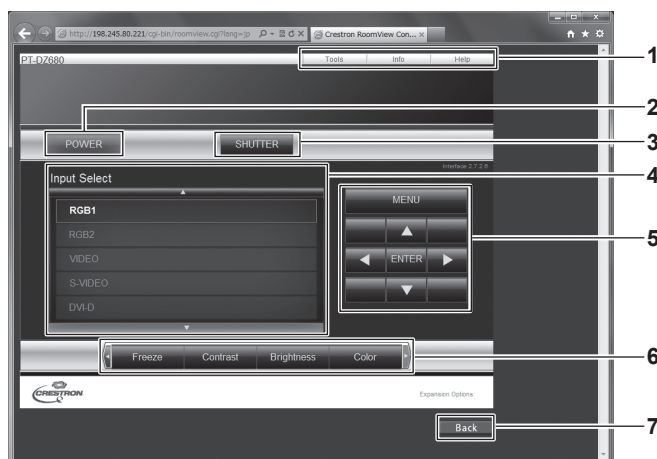 http://198.245.80.221/cgi-bin/roomview.cgi?lang=jp
Crestron RoomView Con... ×
PT-DZ680
Tools Info Help
1
2
POWER
SHUTTER
3
Interface 2.7.2.6
4
Input Select
RGB1
RGB2
VIDEO
S-VIDEO
DVI-D
MENU
ENTER
5
Freeze Contrast Brightness Color
6
CRESTRON
Expansion Options
Back
7